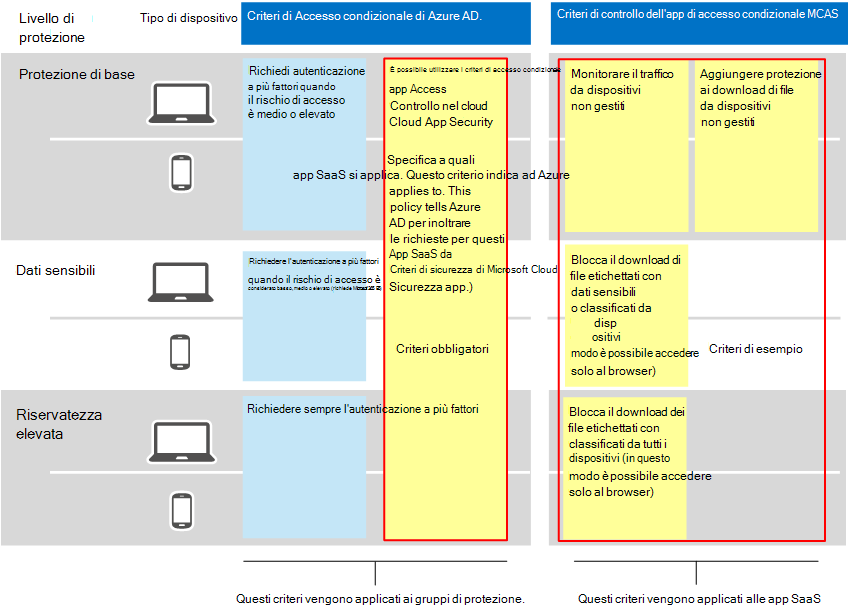 Livello di
protezione
Tipo di dispositivo
Criteri di Accesso condizionale di Azure AD.
Criteri di controllo dell'app di accesso condizionale MCAS
Protezione di base
Richiedi autenticazione
a più fattori quando
il rischio di accesso
è medio o elevato
È possibile utilizzare i criteri di accesso condizionale
app Access
Controllo nel cloud
Cloud App Security
Specifica a quali
app SaaS si applica. Questo criterio indica ad Azure
applies to. This
policy tells Azure
AD per inoltrare
le richieste per questi
App SaaS da
Criteri di sicurezza di Microsoft Cloud
Sicurezza app.)
Criteri obbligatori
Monitorare il traffico
da dispositivi
non gestiti
Aggiungere protezione
ai download di file
da dispositivi
non gestiti
Dati sensibili
Richiedere l'autenticazione a più fattori
quando il rischio di accesso è
considerato basso, medio o elevato (richiede
Blocca il download di
file etichettati con
dati sensibili
o classificati da
disp
ositivi
modo è possibile accedere
solo al browser)
Criteri di esempio
Riservatezza
elevata
Richiedere sempre l'autenticazione a più fattori
Blocca il download dei
file etichettati con
classificati da tutti i
dispositivi (in questo
modo è possibile accedere
solo al browser)
Questi criteri vengono applicati ai gruppi di protezione.
Questi criteri vengono applicati alle app SaaS